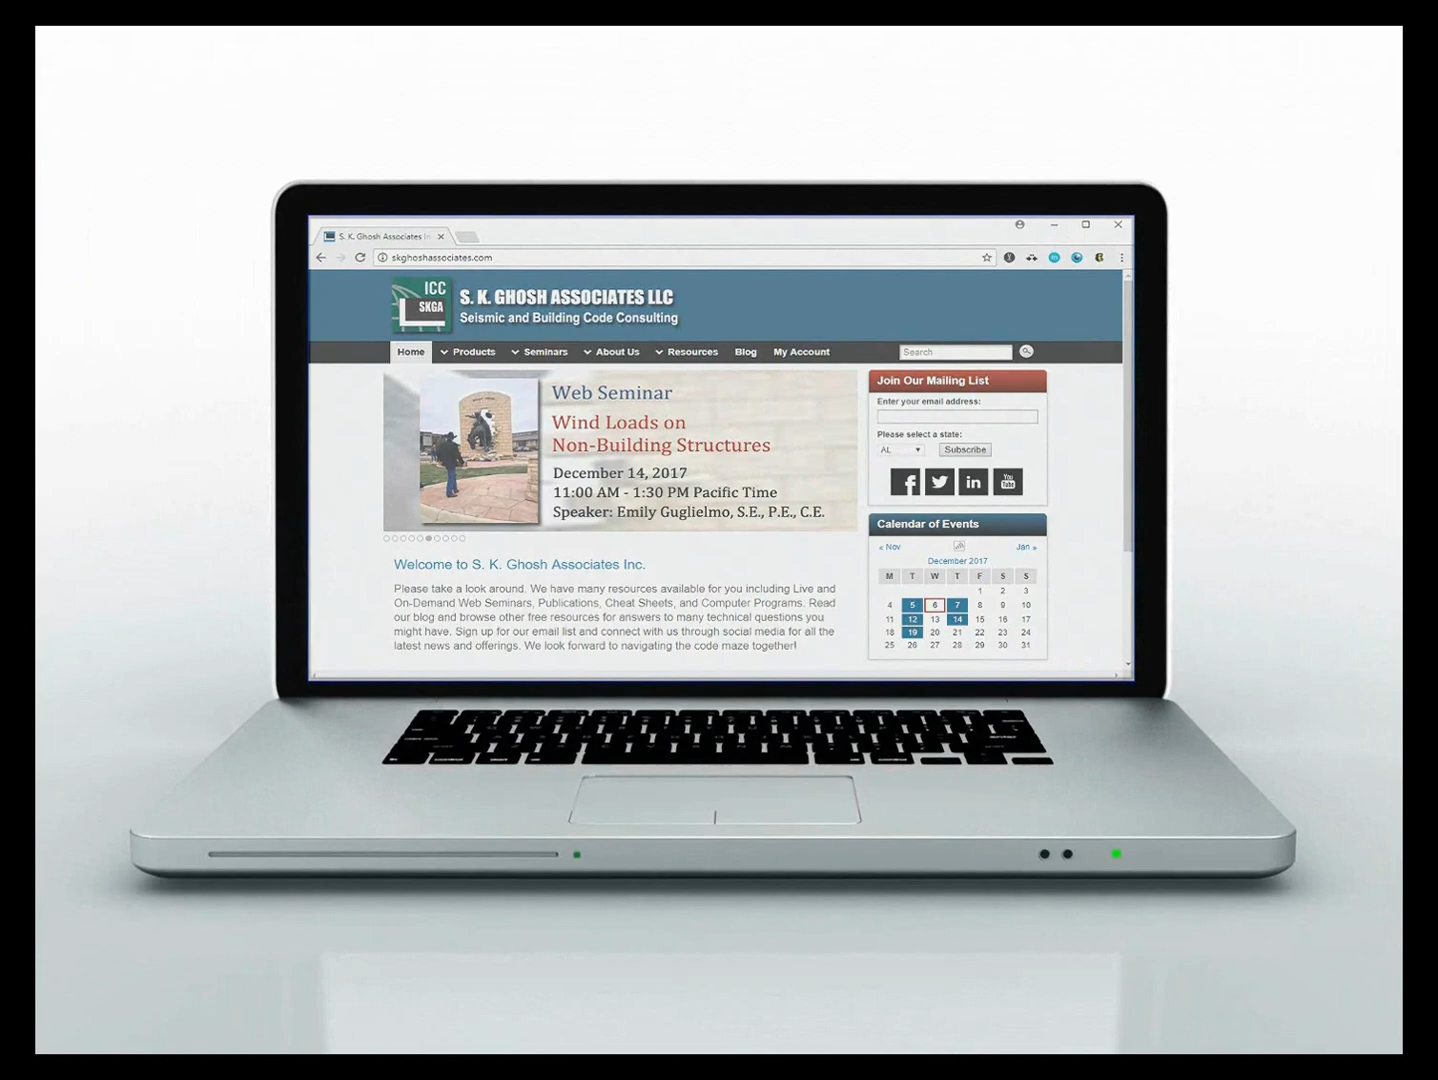 S. K. Ghosh Associates In
skghoshassociates.com
ICC
SKGA
S. K. GHOSH ASSOCIATES LLC
Seismic and Building Code Consulting
Home Products Seminars About Us Resources Blog My Account Search
Web Seminar
Wind Loads on
Non-Building Structures
December 14, 2017
11:00 AM - 1:30 PM Pacific Time
Speaker: Emily Guglielmo, S.E., P.E., C.E.
Welcome to S. K. Ghosh Associates Inc.
Please take a look around. We have many resources available for you including Live and
On-Demand Web Seminars, Publications, Cheat Sheets, and Computer Programs. Read
our blog and browse other free resources for answers to many technical questions you
might have. Sign up for our email list and connect with us through social media for all the
latest news and offerings. We look forward to navigating the code maze together!
Join Our Mailing List
Enter your email address:
Please select a state:
AL Subscribe
You
Tube
Calendar of Events
« Nov Jan »
December 2017
M T W T F S S
1 2 3
4 5 6 7 8 9 10
11 12 13 14 15 16 17
18 19 20 21 22 23 24
25 26 27 28 29 30 31